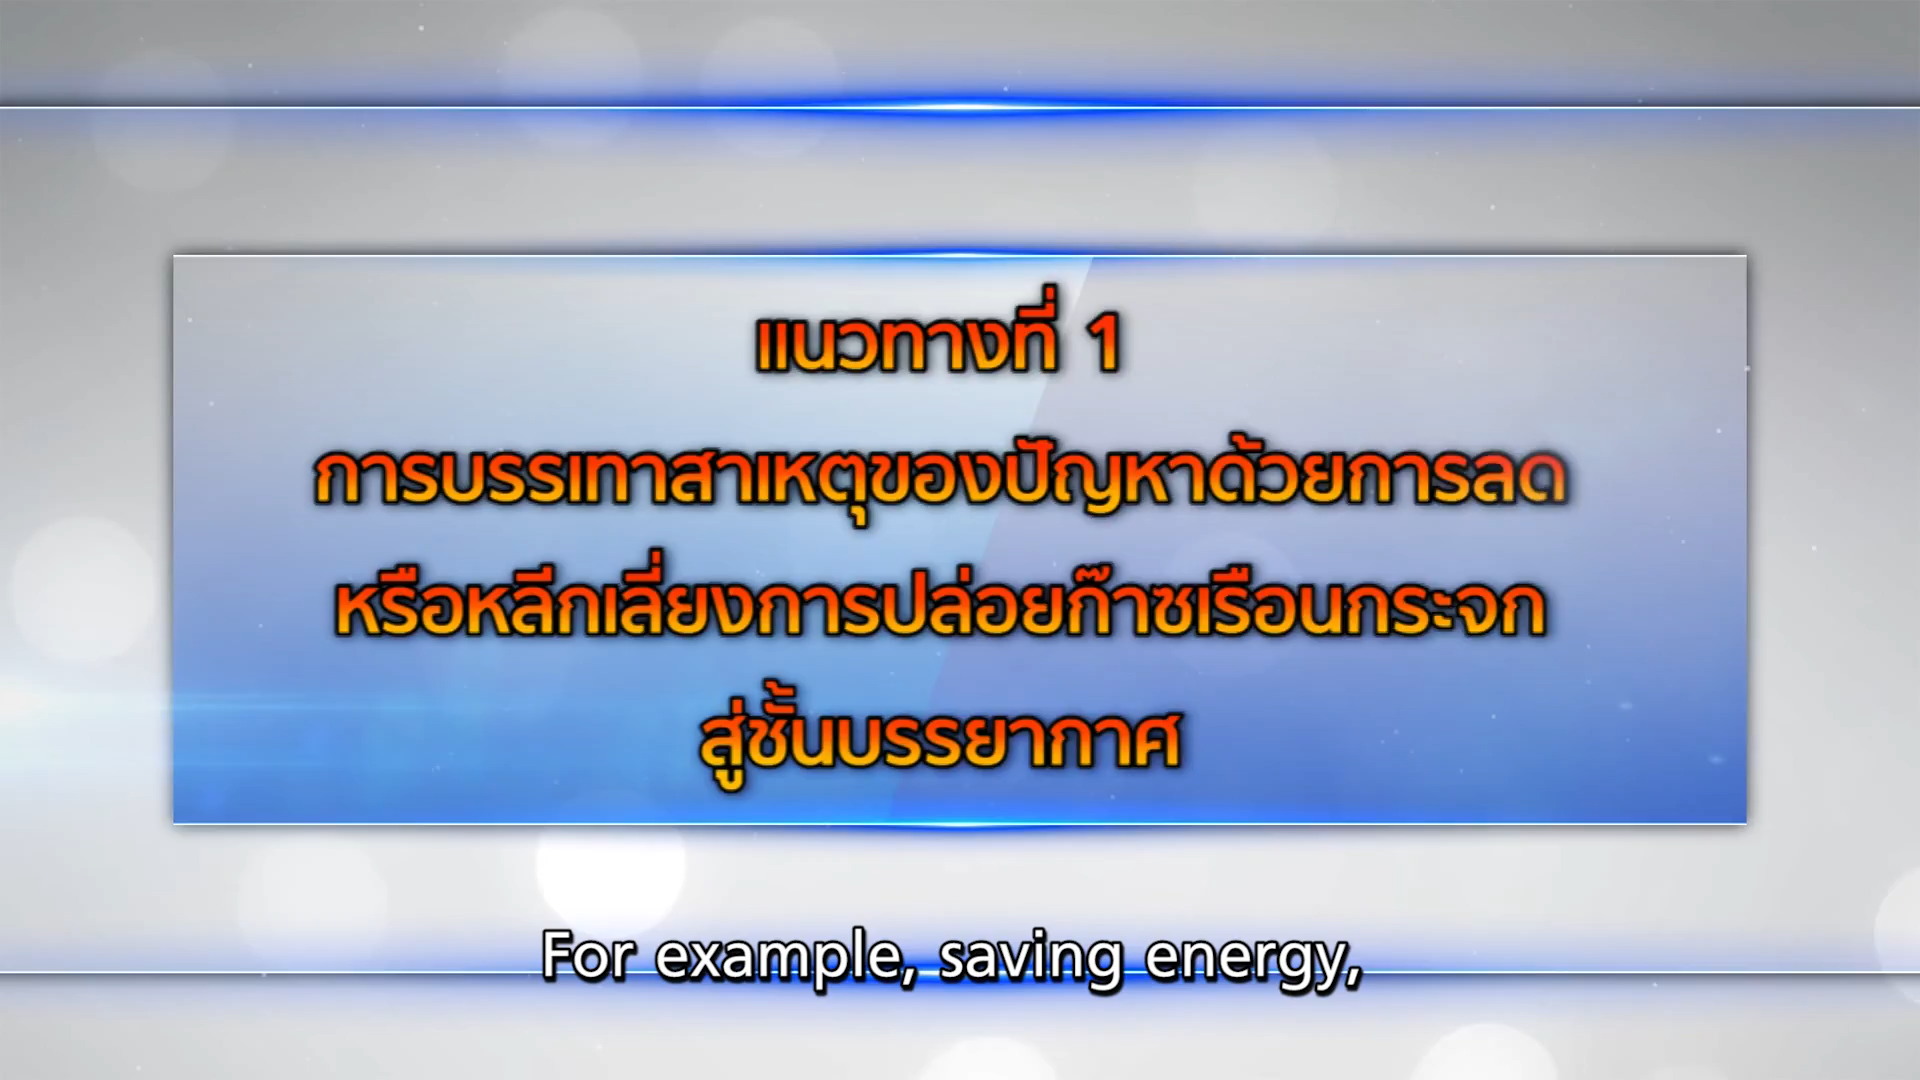 แนวทางที่ 1
การบรรเทาสาเหตุของปัญหาด้วยการลด
หรือหลีกเลี่ยงการปล่อยก๊าซเรือนกระจก
สู่ชั้นบรรยากาศ
For example, saving energy,